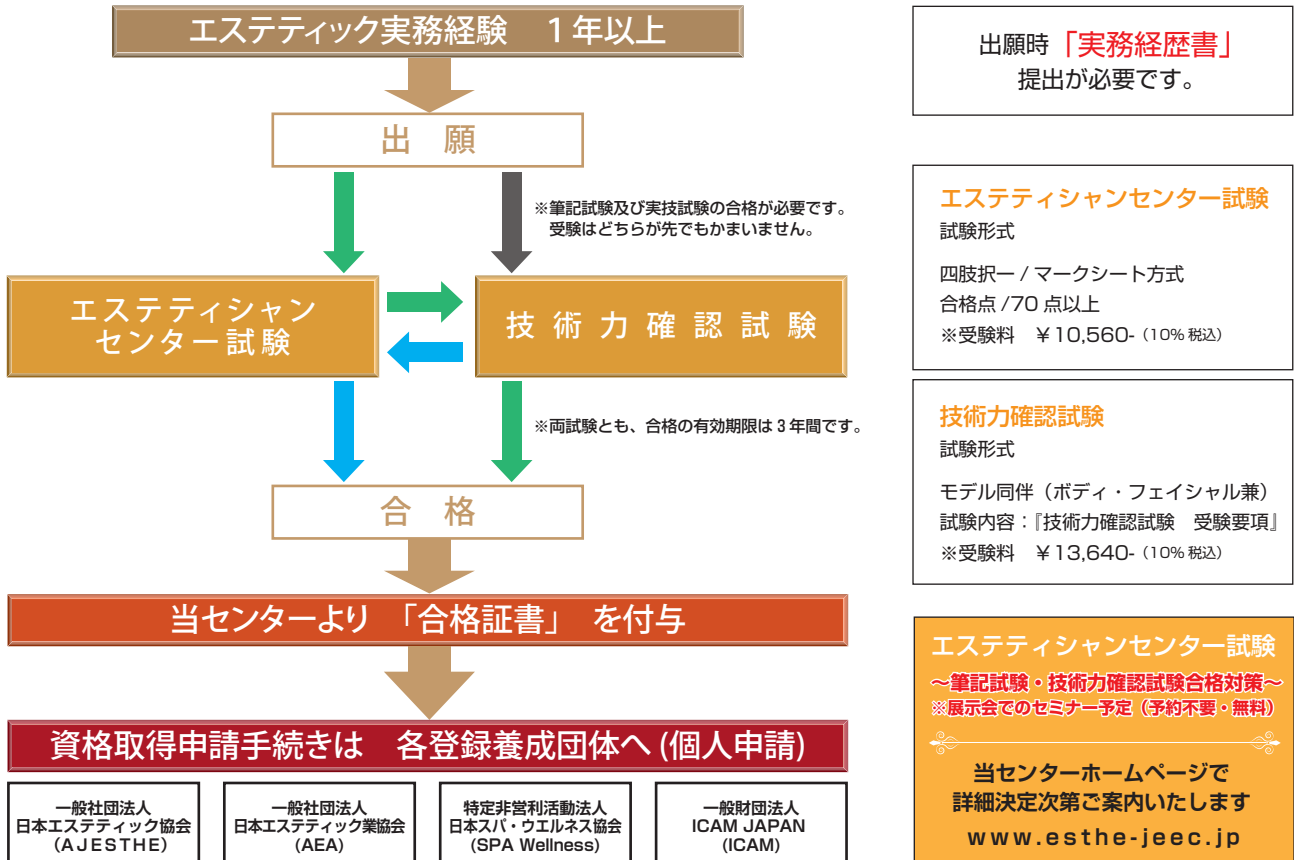 エステティック実務経験　1年以上
出　願
※筆記試験及び実技試験の合格が必要です。
受験はどちらが先でもかまいません。
エステティシャン
センター試験
技術力確認試験
※両試験とも、合格の有効期限は3年間です。
合　格
当センターより 「合格証書」 を付与
資格取得申請手続きは　各登録養成団体へ(個人申請)
一般社団法人
日本エステティック協会
(AJESTHE)
一般社団法人
日本エステティック業協会
(AEA)
特定非営利活動法人
日本スパ・ウエルネス協会
(SPA Wellness)
一般財団法人
ICAM JAPAN
(ICAM)
出願時「実務経歴書」
提出が必要です。
エステティシャンセンター試験
試験形式
四肢択一 / マークシート方式
合格点 /70 点以上
※受験料　￥10,560-（10% 税込）
技術力確認試験
試験形式
モデル同伴（ボディ・フェイシャル兼）
試験内容：『技術力確認試験　受験要項』
※受験料　￥13,640-（10% 税込）
エステティシャンセンター試験
～筆記試験・技術力確認試験合格対策～
※展示会でのセミナー予定（予約不要・無料）
当センターホームページで
詳細決定次第ご案内いたします
www.esthe-jeec.jp